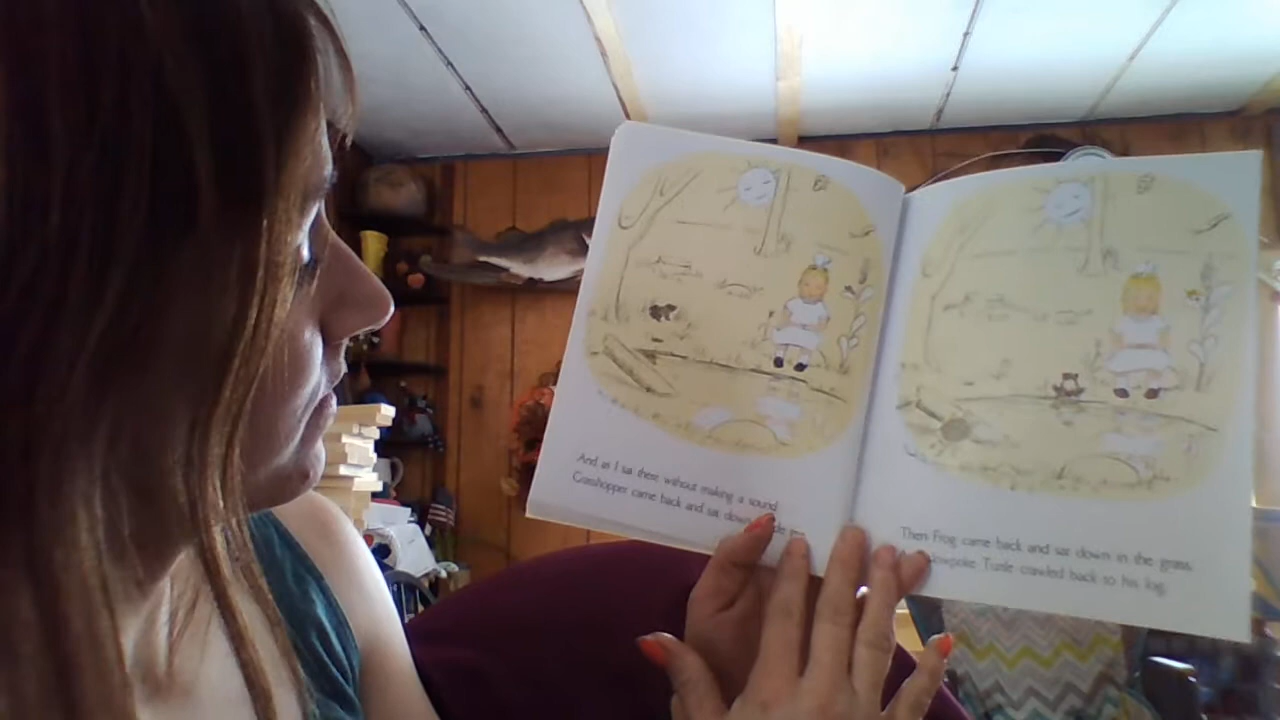 And as I sat there without making a sound
Grasshopper came back and sat down
Then Frog came back and sat down in the grass.
Slowpoke Turtle crawled back to his log.